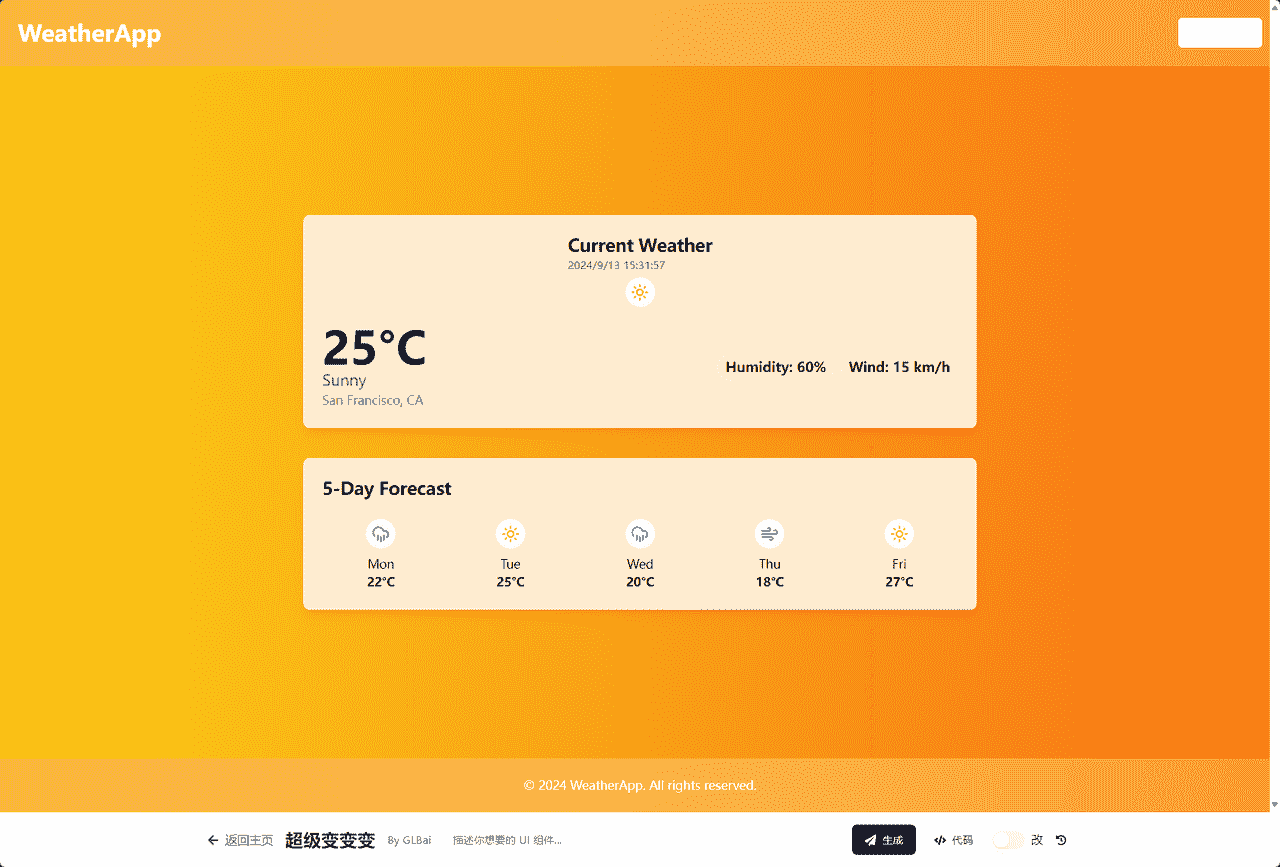 WeatherApp
Current Weather
2024/9/13 15:31:57
25°C
Sunny
San Francisco, CA
Humidity: 60% Wind: 15 km/h
5-Day Forecast
Mon Tue Wed Thu Fri
22°C 25°C 20°C 18°C 27°C
© 2024 WeatherApp. All rights reserved.
返回主页 超级变变变 By GLBai 描述你想要的 UI 组件... 生成 代码 改